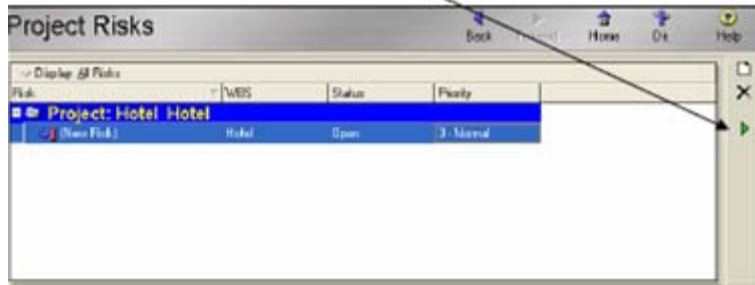 Project Risks
Back Home Dir Help
Display: All Risks
Risk WBS Status Priority
Project: Hotel Hotel
(New Risk) Hotel Open 3 - Normal